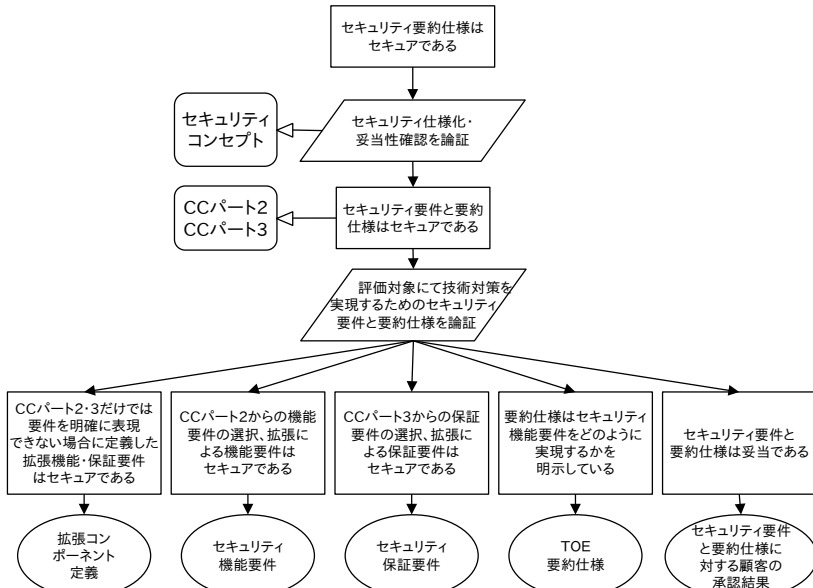 セキュリティ要約仕様は
セキュアである
セキュリティ
コンセプト
セキュリティ仕様化・
妥当性確認を論証
CCパート2
CCパート3
セキュリティ要件と要約
仕様はセキュアである
評価対象にて技術対策を
実現するためのセキュリティ
要件と要約仕様を論証
CCパート2・3だけでは
要件を明確に表現
できない場合に定義した
拡張機能・保証要件
はセキュアである
CCパート2からの機能
要件の選択、拡張に
よる機能要件は
セキュアである
CCパート3からの保証
要件の選択、拡張に
よる保証要件は
セキュアである
要約仕様はセキュリティ
機能要件をどのように
実現するかを
明示している
セキュリティ要件と
要約仕様は妥当である
拡張コン
ポーネント
定義
セキュリティ
機能要件
セキュリティ
保証要件
TOE
要約仕様
セキュリティ要件
と要約仕様に
対する顧客の
承認結果